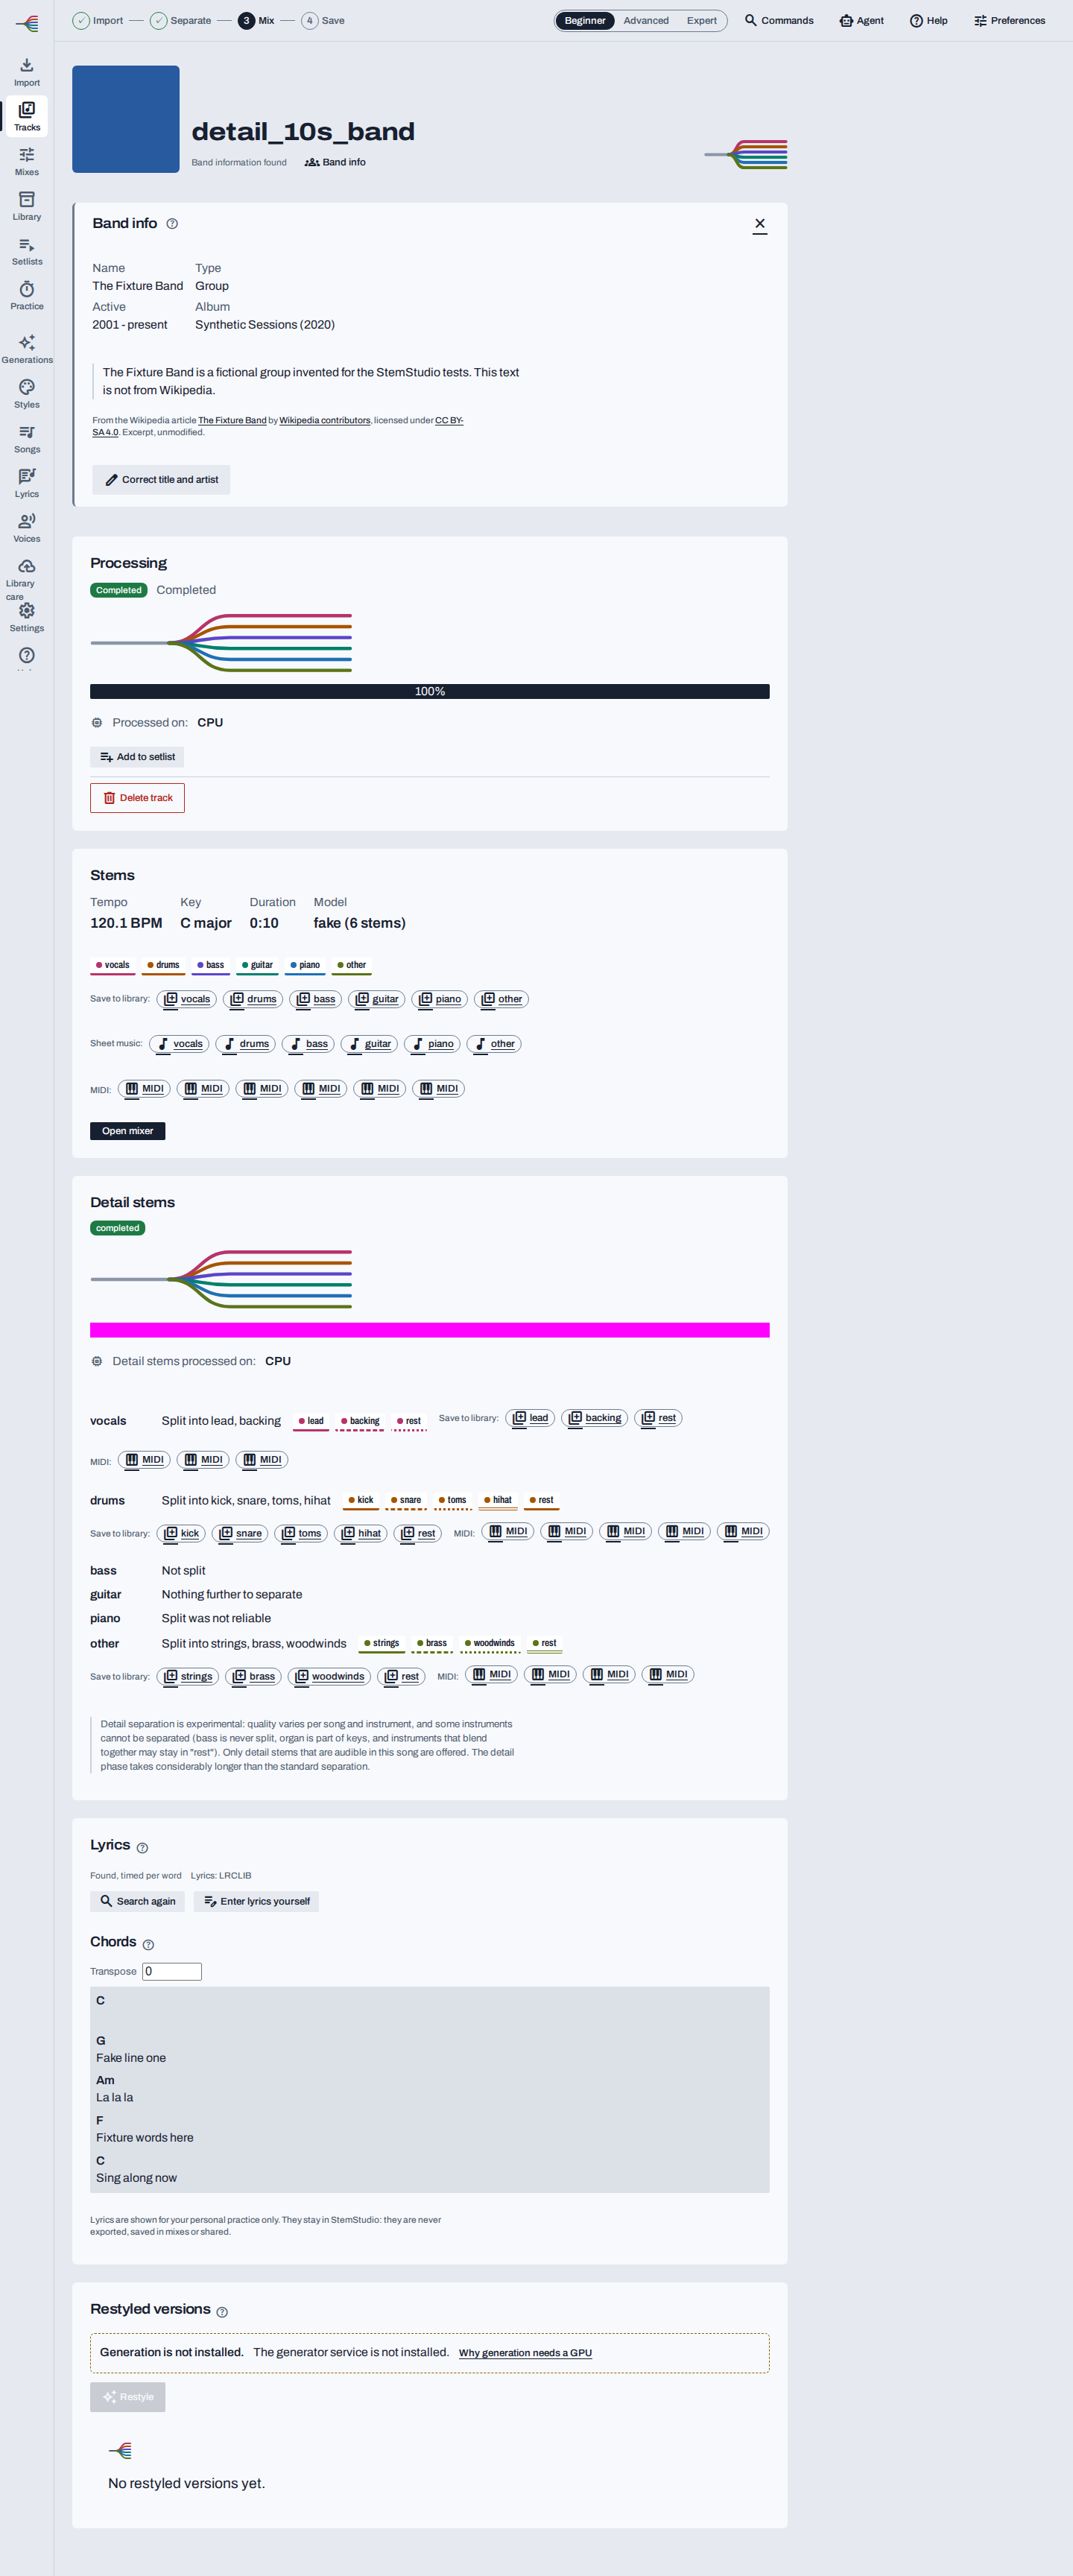 Import
Separate
3 Mix
4 Save
Beginner
Advanced
Expert
Commands
Agent
Help
Preferences
Import
Tracks
Mixes
Library
Setlists
Practice
Generations
Styles
Songs
Lyrics
Voices
Library
care
Settings
detail_10s_band
Band information found
Band info
Band info
Name
Type
The Fixture Band
Group
Active
Album
2001 - present
Synthetic Sessions (2020)
The Fixture Band is a fictional group invented for the StemStudio tests. This text
is not from Wikipedia.
From the Wikipedia article The Fixture Band by Wikipedia contributors, licensed under CC BY-
SA 4.0. Excerpt, unmodified.
Correct title and artist
Processing
Completed
Completed
100%
Processed on: CPU
Add to setlist
Delete track
Stems
Tempo
Key
Duration
Model
120.1 BPM
C major
0:10
fake (6 stems)
vocals drums bass guitar piano other
Save to library: vocals drums bass guitar piano other
Sheet music: vocals drums bass guitar piano other
MIDI: MIDI MIDI MIDI MIDI MIDI MIDI
Open mixer
Detail stems
completed
Detail stems processed on: CPU
vocals Split into lead, backing lead backing rest Save to library: lead backing rest
MIDI: MIDI MIDI MIDI
drums Split into kick, snare, toms, hihat kick snare toms hihat rest
Save to library: kick snare toms hihat rest MIDI: MIDI MIDI MIDI MIDI MIDI
bass Not split
guitar Nothing further to separate
piano Split was not reliable
other Split into strings, brass, woodwinds strings brass woodwinds rest
Save to library: strings brass woodwinds rest MIDI: MIDI MIDI MIDI MIDI
Detail separation is experimental: quality varies per song and instrument, and some instruments
cannot be separated (bass is never split, organ is part of keys, and instruments that blend
together may stay in "rest"). Only detail stems that are audible in this song are offered. The detail
phase takes considerably longer than the standard separation.
Lyrics
Found, timed per word Lyrics: LRCLIB
Search again
Enter lyrics yourself
Chords
Transpose 0
C
G
Fake line one
Am
La la la
F
Fixture words here
C
Sing along now
Lyrics are shown for your personal practice only. They stay in StemStudio: they are never
exported, saved in mixes or shared.
Restyled versions
Generation is not installed. The generator service is not installed. Why generation needs a GPU
Restyle
No restyled versions yet.